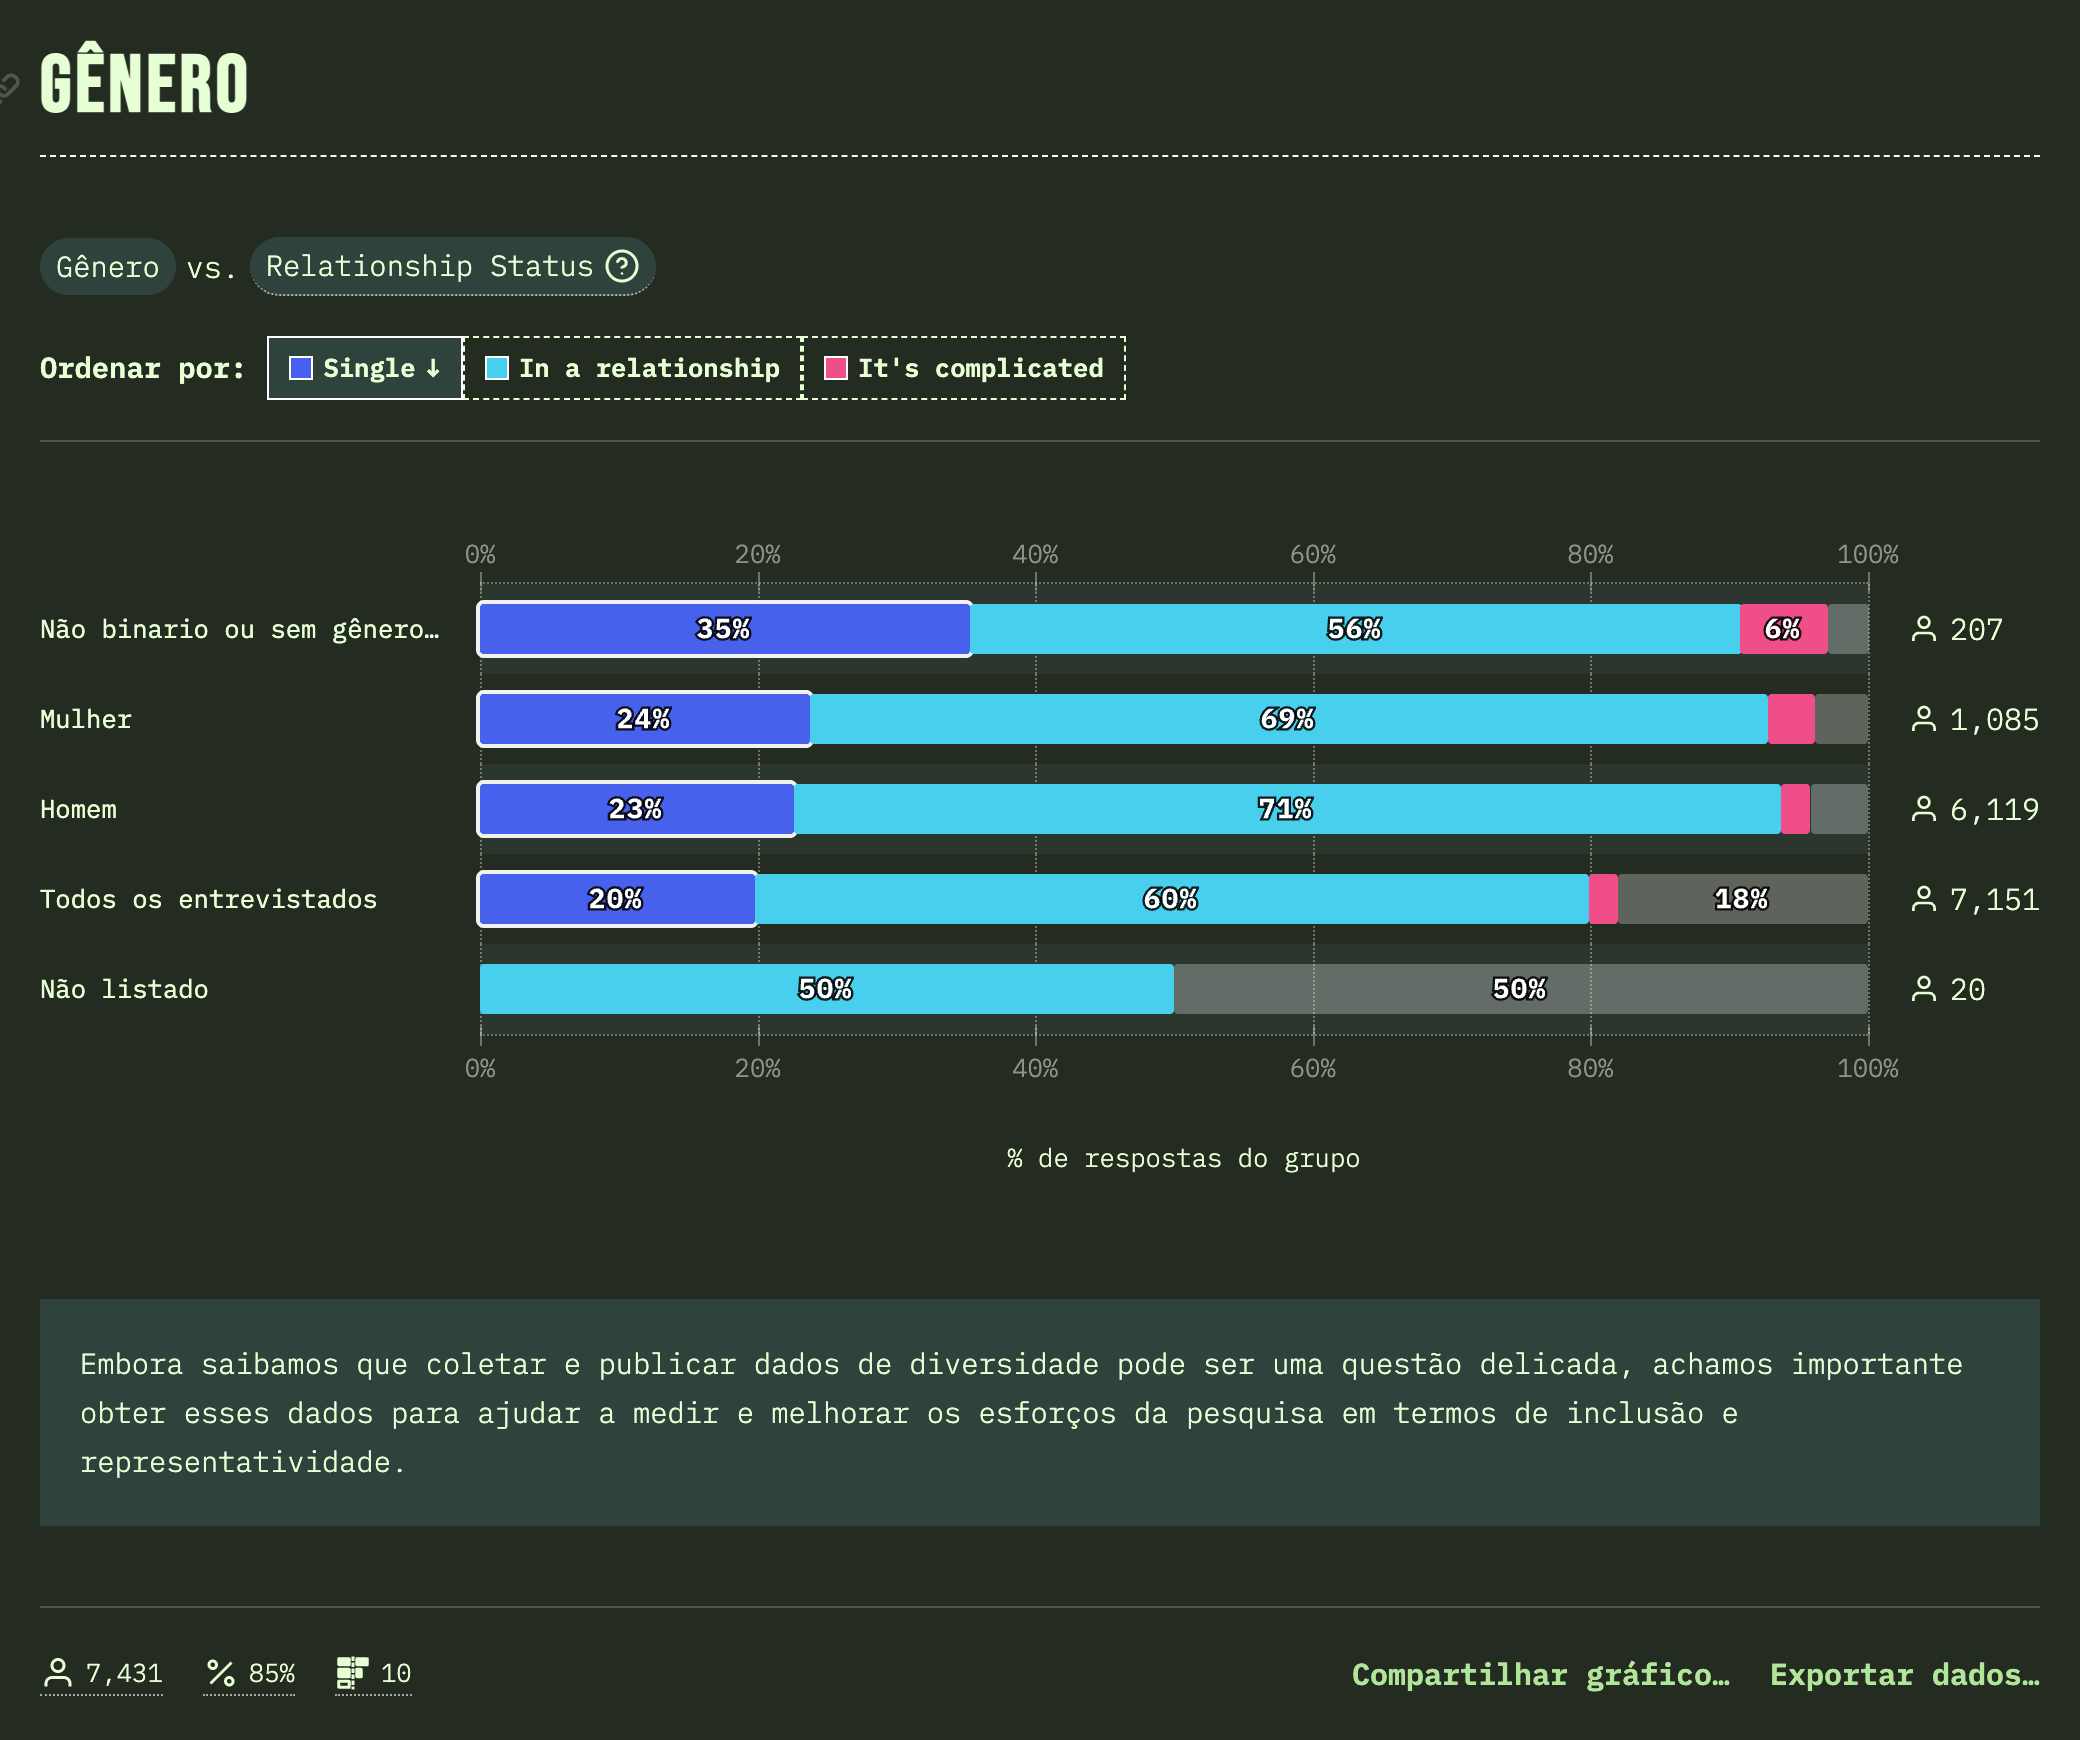 GÊNERO
Gênero vs. Relationship Status
Ordenar por: Single ↓ In a relationship It's complicated
0% 20% 40% 60% 80% 100%
Não binario ou sem gênero… 35% 56% 6% 207
Mulher 24% 69% 1,085
Homem 23% 71% 6,119
Todos os entrevistados 20% 60% 18% 7,151
Não listado 50% 50% 20
0% 20% 40% 60% 80% 100%
% de respostas do grupo
Embora saibamos que coletar e publicar dados de diversidade pode ser uma questão delicada, achamos importante
obter esses dados para ajudar a medir e melhorar os esforços da pesquisa em termos de inclusão e
representatividade.
7,431 85% 10 Compartilhar gráfico… Exportar dados…